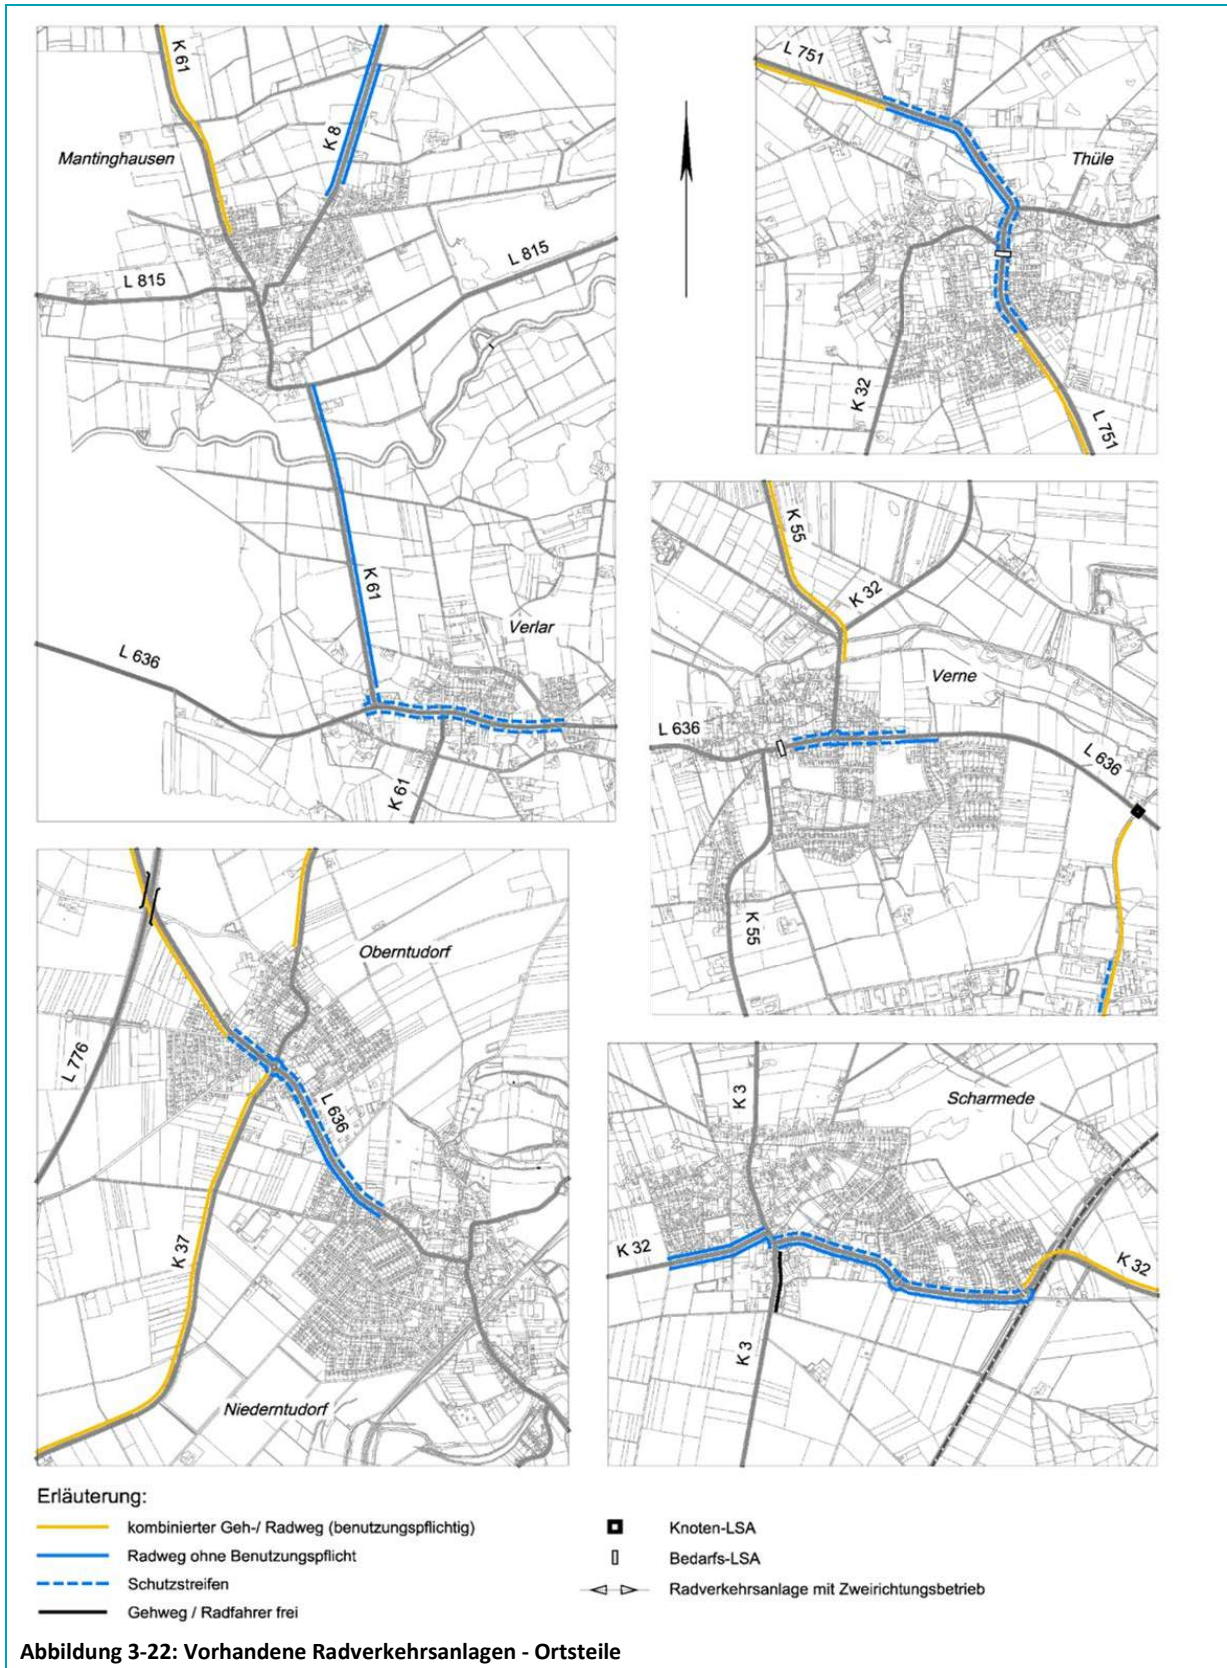 K 61
K 8
Mantinghausen
L 815
L 815
K 61
Verlar
L 636
K 61
L 751
Thüle
K 32
L 751
K 55
K 32
Verne
L 636
L 636
K 55
Oberntudorf
L 776
L 636
K 37
Niederntudorf
K 3
Scharmede
K 32
K 32
K 3
Erläuterung:
kombinierter Geh-/ Radweg (benutzungspflichtig)
Radweg ohne Benutzungspflicht
Schutzstreifen
Gehweg / Radfahrer frei
Knoten-LSA
Bedarfs-LSA
Radverkehrsanlage mit Zweirichtungsbetrieb
Abbildung 3-22: Vorhandene Radverkehrsanlagen - Ortsteile